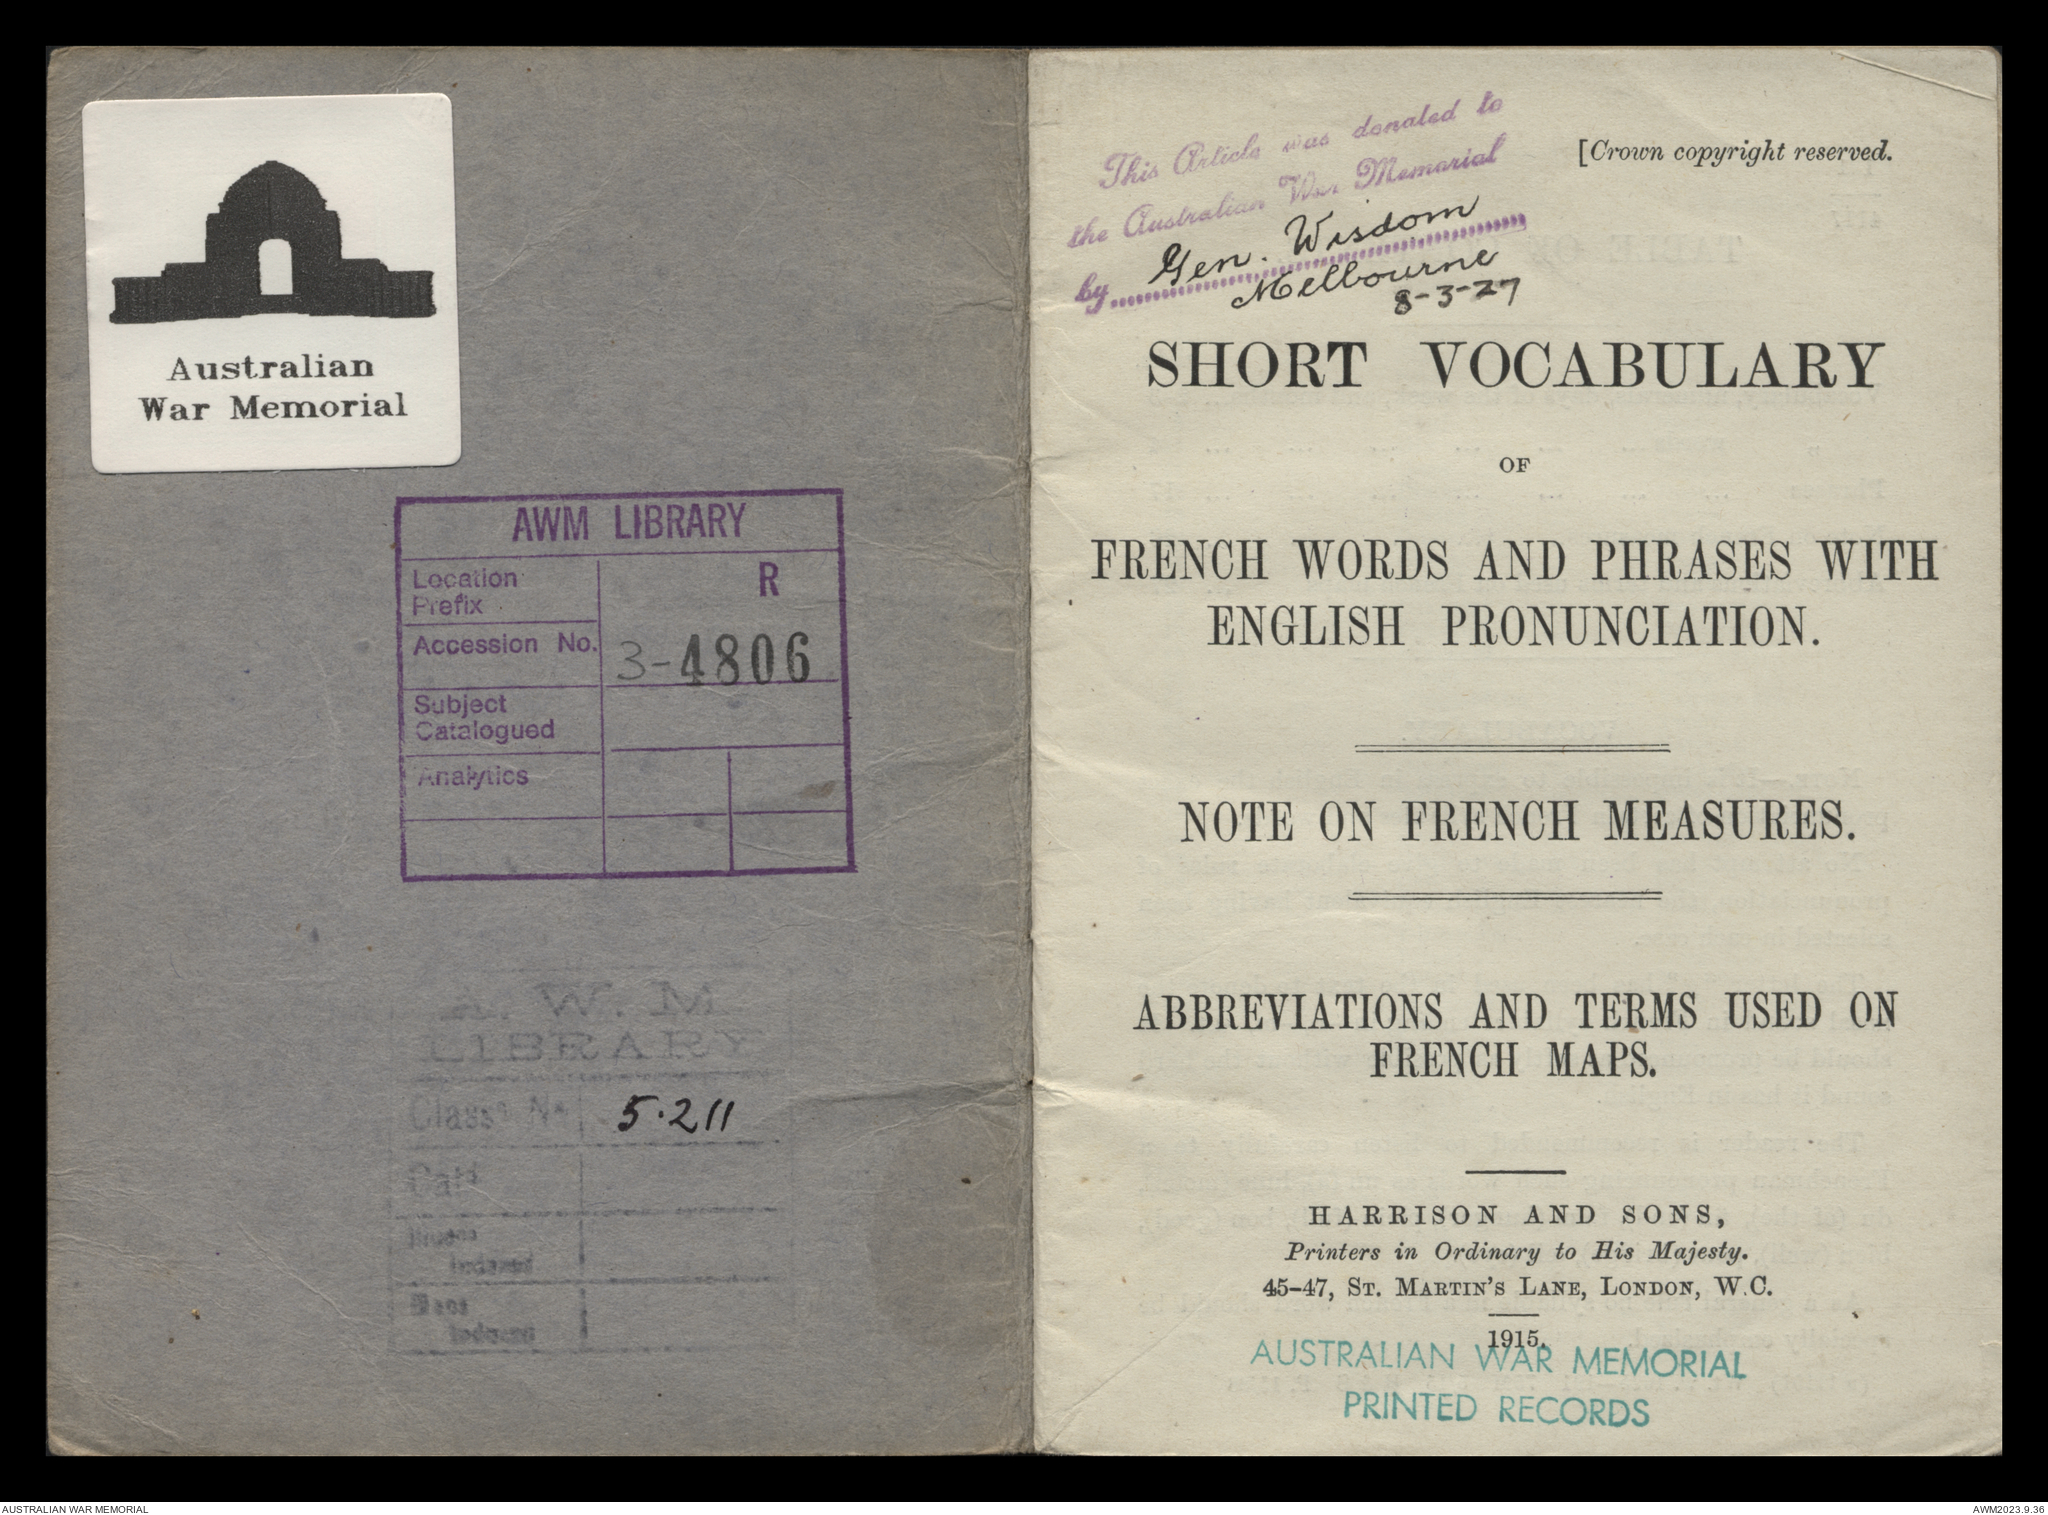 Australian
War Memorial
AWM LIBRARY
Location
Prefix
R
Accession No.
3-4806
Subject
Catalogued
Analytics
A. W. M
LIBRARY
Class No
5.211
Indexed
Indexed
This Article was donated to
the Australian War Memorial
by Gen. Wisdom
Melbourne
8-3-27
[Crown copyright reserved.
SHORT VOCABULARY
OF
FRENCH WORDS AND PHRASES WITH
ENGLISH PRONUNCIATION.
NOTE ON FRENCH MEASURES.
ABBREVIATIONS AND TERMS USED ON
FRENCH MAPS.
HARRISON AND SONS,
Printers in Ordinary to His Majesty.
45–47, St. Martin's Lane, London, W.C.
1915.
AUSTRALIAN WAR MEMORIAL
PRINTED RECORDS
AUSTRALIAN WAR MEMORIAL
AWM2023.9.36